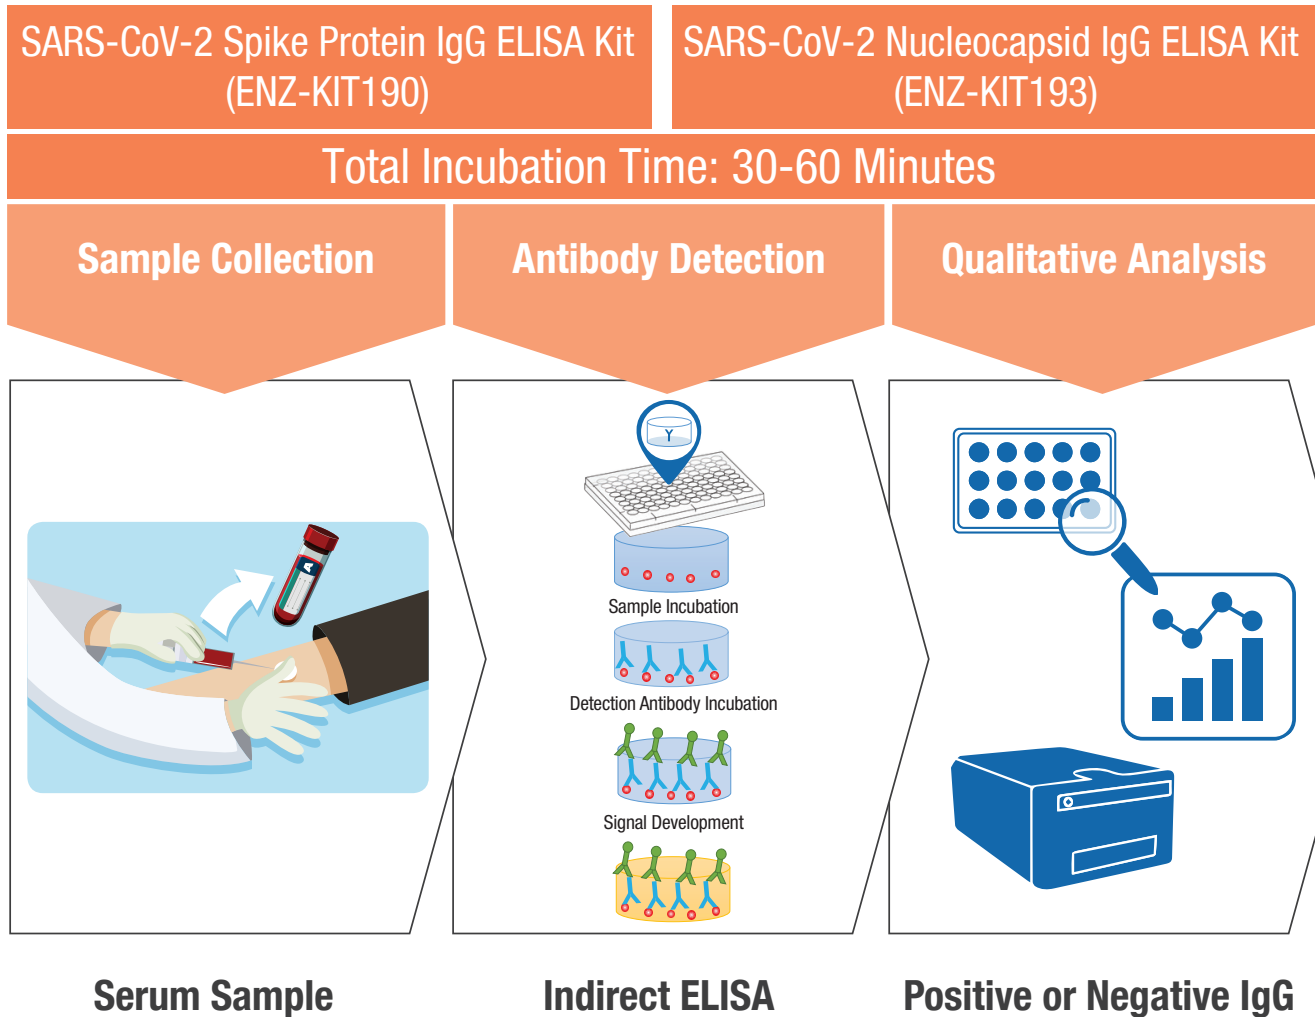 SARS-CoV-2 Spike Protein IgG ELISA Kit
(ENZ-KIT190)
SARS-CoV-2 Nucleocapsid IgG ELISA Kit
(ENZ-KIT193)
Total Incubation Time: 30-60 Minutes
Sample Collection
Antibody Detection
Qualitative Analysis
A
Sample Incubation
Detection Antibody Incubation
Signal Development
Serum Sample
Indirect ELISA
Positive or Negative IgG